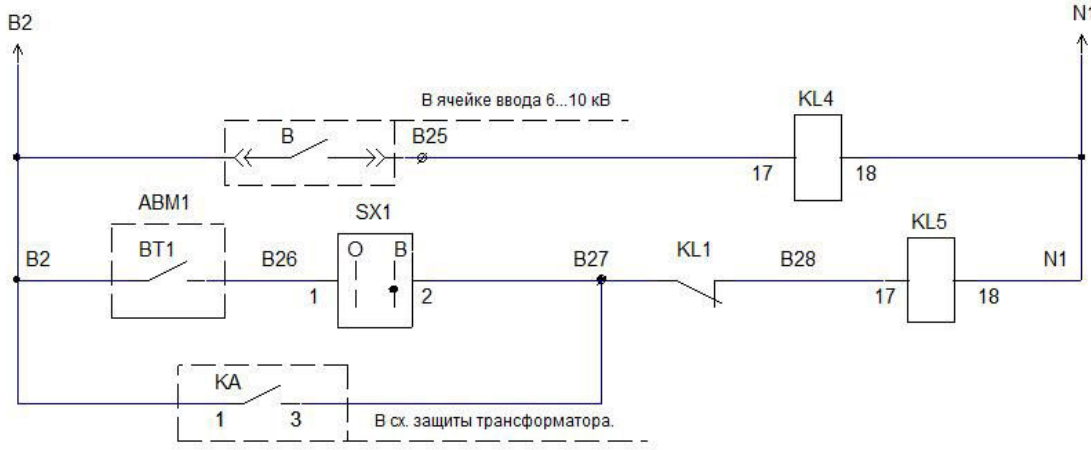 B2
N1
В ячейке ввода 6...10 кВ
KL4
B
B25
17
18
ABM1
SX1
KL5
B2
BT1
B26
O
B
B27
KL1
B28
N1
1
2
17
18
KA
1
3
В сх. защиты трансформатора.